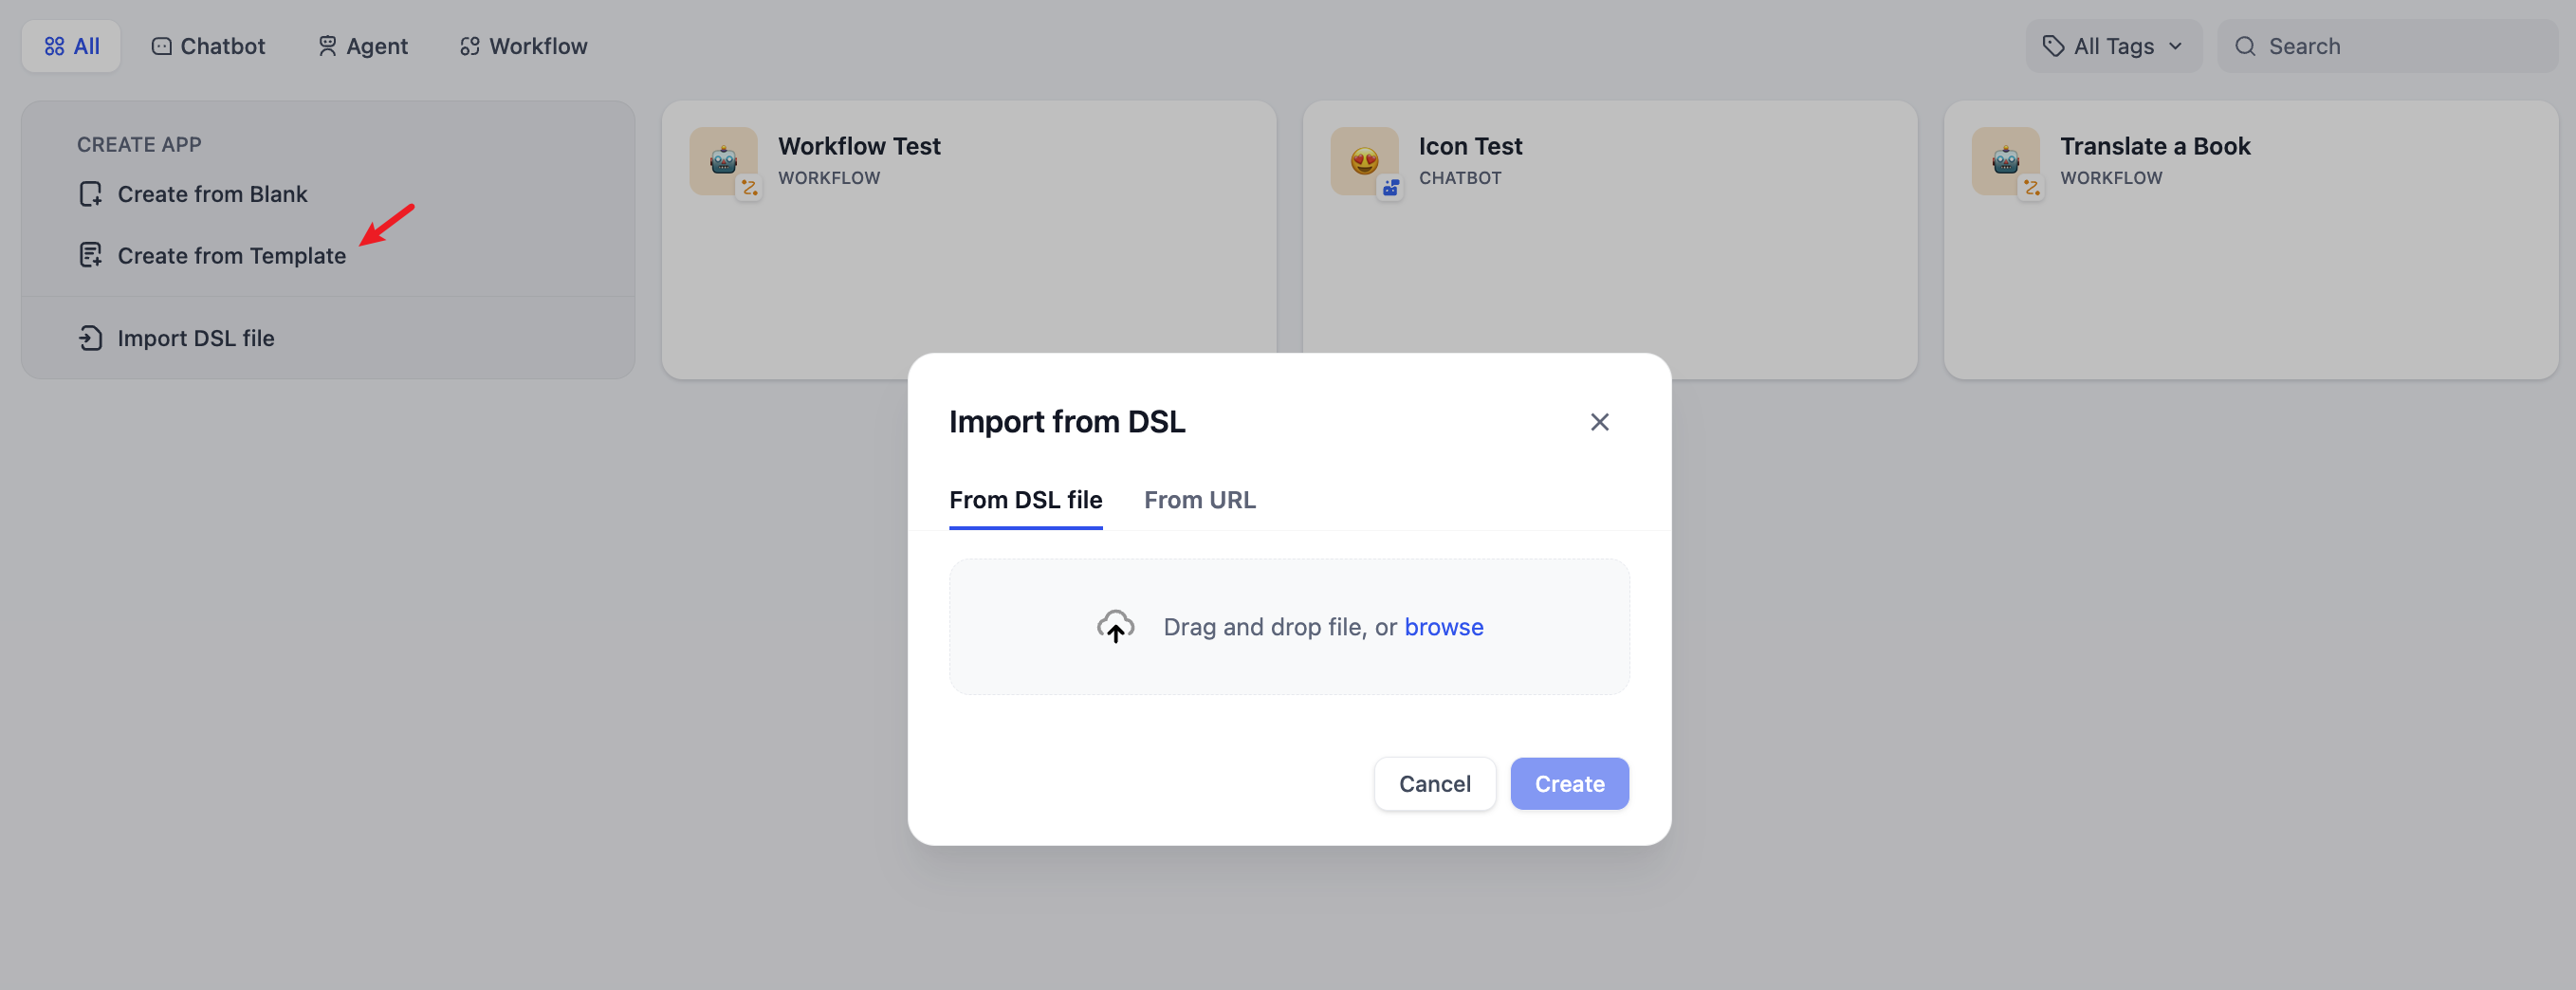 All
Chatbot
Agent
Workflow
All Tags
Search
CREATE APP
Create from Blank
Create from Template
Import DSL file
Workflow Test
WORKFLOW
Icon Test
CHATBOT
Translate a Book
WORKFLOW
Import from DSL
From DSL file
From URL
Drag and drop file, or browse
Cancel
Create